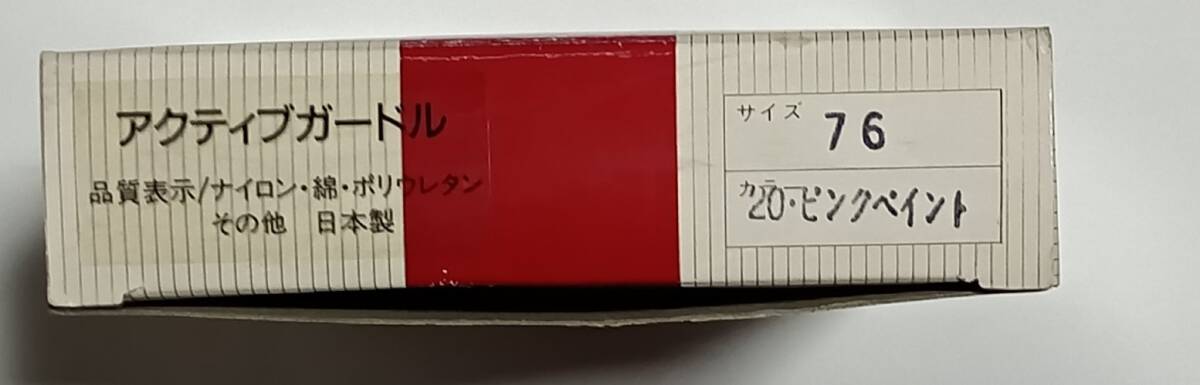 アクティブガードル
品質表示/ナイロン・綿・ポリウレタン
その他 日本製
サイズ
76
カラー
20・ピンクペイント